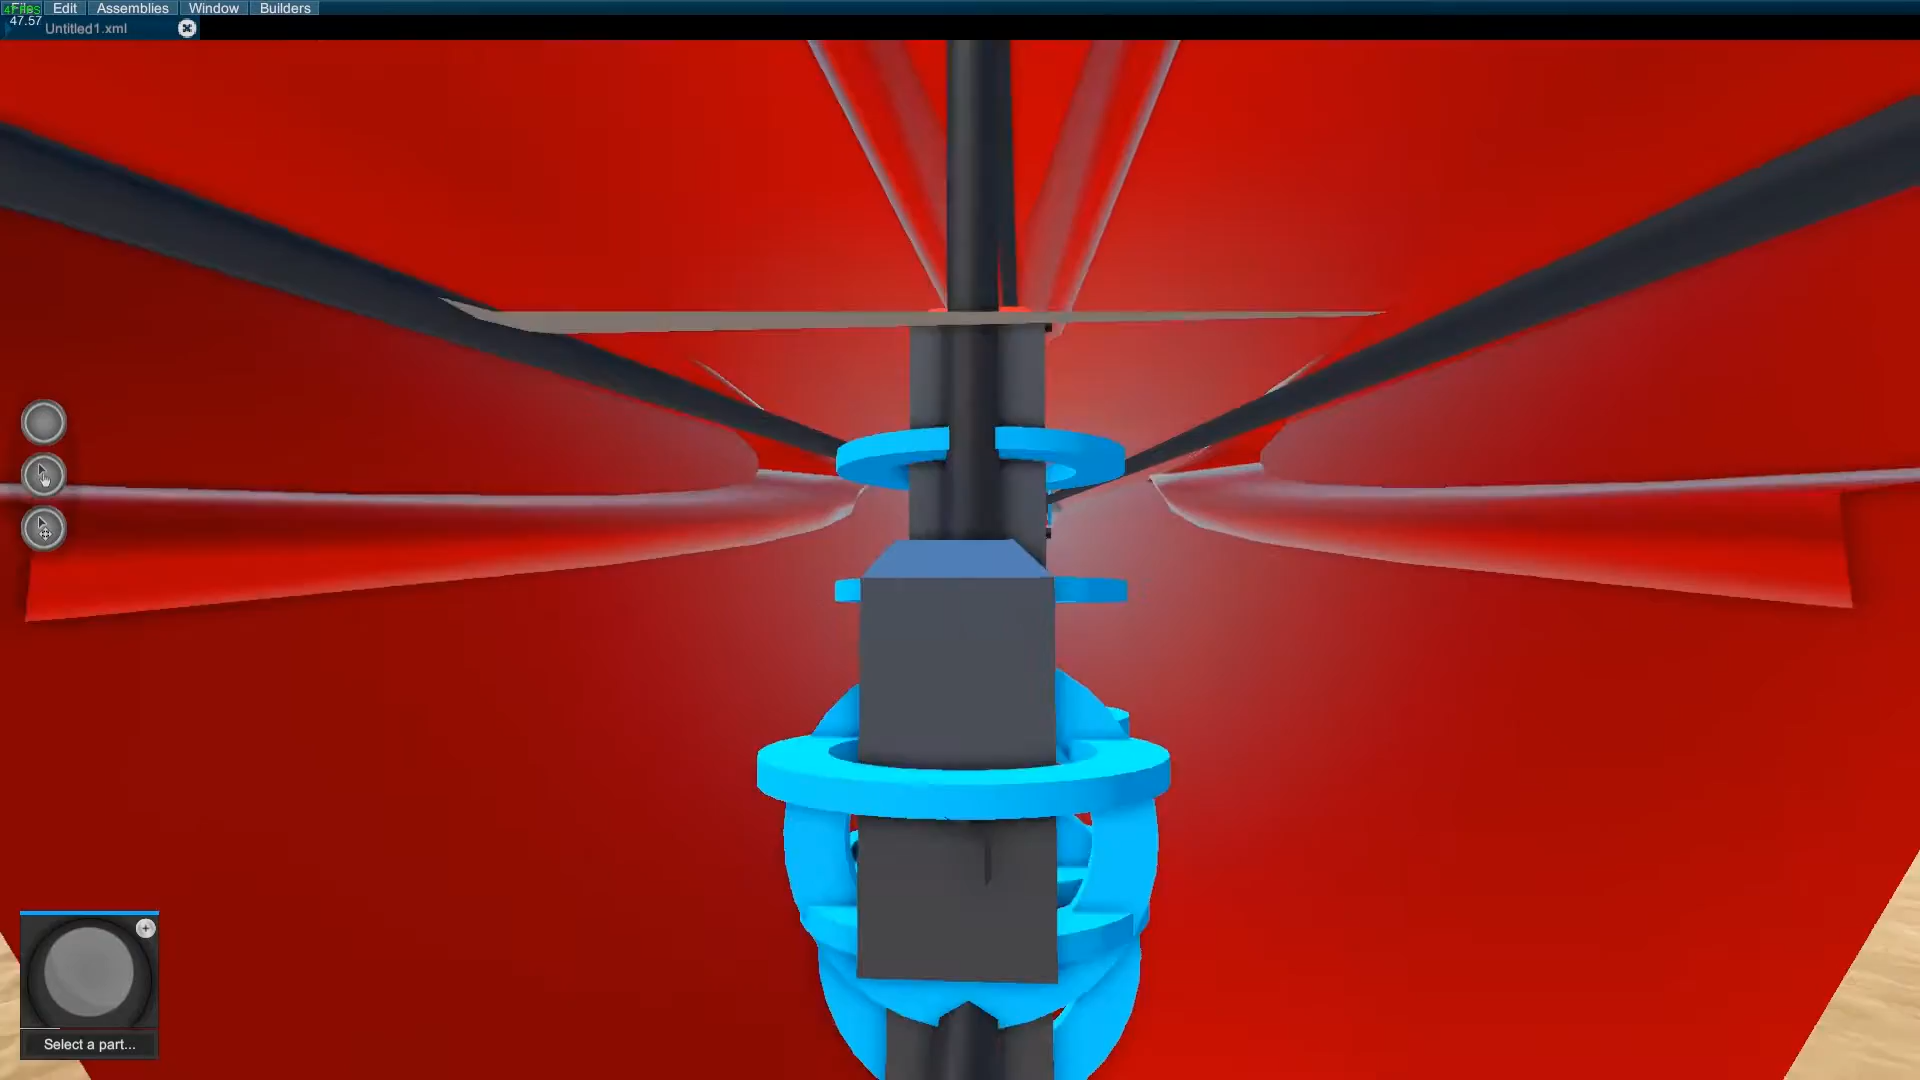 Files Edit Assemblies Window Builders
47.57
Untitled1.xml
Select a part...